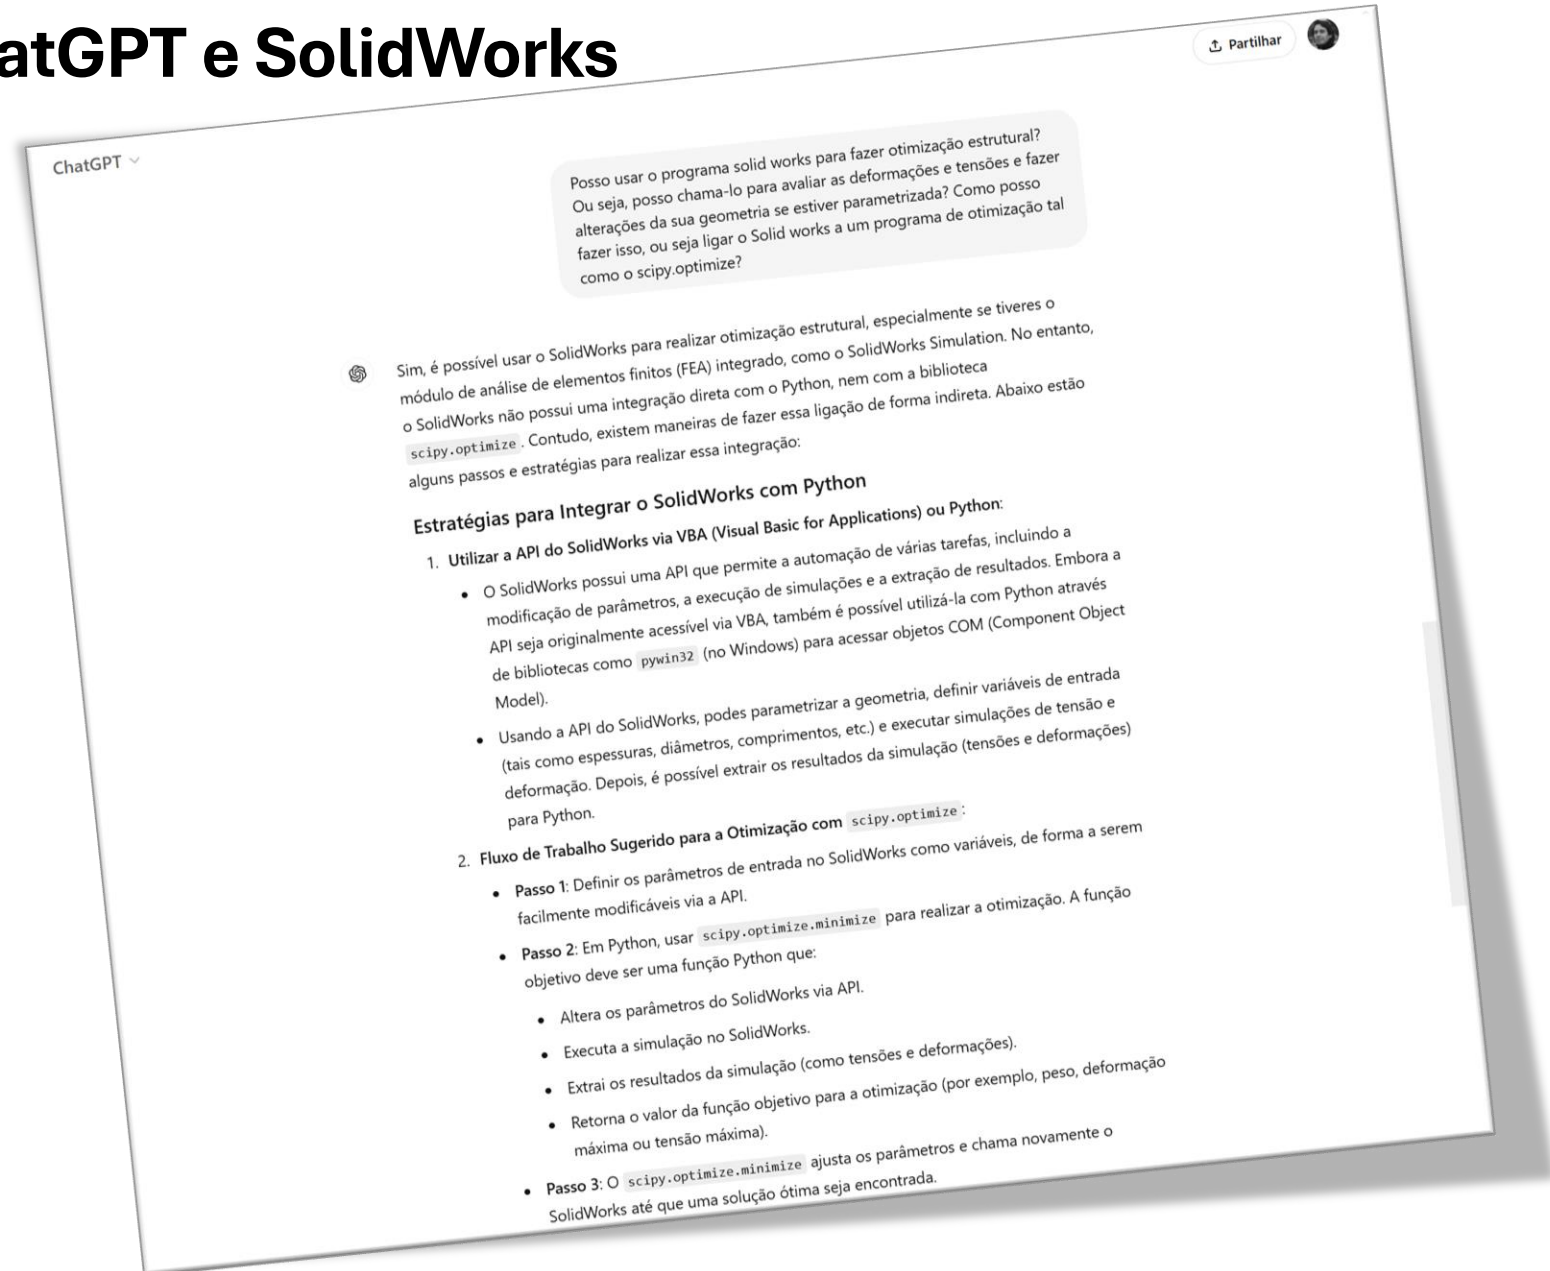 atGPT e SolidWorks
Partilhar
ChatGPT
Posso usar o programa solid works para fazer otimização estrutural?
Ou seja, posso chama-lo para avaliar as deformações e tensões e fazer
alterações da sua geometria se estiver parametrizada? Como posso
fazer isso, ou seja ligar o Solid works a um programa de otimização tal
como o scipy.optimize?
Sim, é possível usar o SolidWorks para realizar otimização estrutural, especialmente se tiveres o
módulo de análise de elementos finitos (FEA) integrado, como o SolidWorks Simulation. No entanto,
o SolidWorks não possui uma integração direta com o Python, nem com a biblioteca
scipy.optimize. Contudo, existem maneiras de fazer essa ligação de forma indireta. Abaixo estão
alguns passos e estratégias para realizar essa integração:
Estratégias para Integrar o SolidWorks com Python
1. Utilizar a API do SolidWorks via VBA (Visual Basic for Applications) ou Python:
• O SolidWorks possui uma API que permite a automação de várias tarefas, incluindo a
modificação de parâmetros, a execução de simulações e a extração de resultados. Embora a
API seja originalmente acessível via VBA, também é possível utilizá-la com Python através
de bibliotecas como pywin32 (no Windows) para acessar objetos COM (Component Object
Model).
• Usando a API do SolidWorks, podes parametrizar a geometria, definir variáveis de entrada
(tais como espessuras, diâmetros, comprimentos, etc.) e executar simulações de tensão e
deformação. Depois, é possível extrair os resultados da simulação (tensões e deformações)
para Python.
2. Fluxo de Trabalho Sugerido para a Otimização com scipy.optimize:
• Passo 1: Definir os parâmetros de entrada no SolidWorks como variáveis, de forma a serem
facilmente modificáveis via a API.
• Passo 2: Em Python, usar scipy.optimize.minimize para realizar a otimização. A função
objetivo deve ser uma função Python que:
• Altera os parâmetros do SolidWorks via API.
• Executa a simulação no SolidWorks.
• Extrai os resultados da simulação (como tensões e deformações).
• Retorna o valor da função objetivo para a otimização (por exemplo, peso, deformação
máxima ou tensão máxima).
• Passo 3: O scipy.optimize.minimize ajusta os parâmetros e chama novamente o
SolidWorks até que uma solução ótima seja encontrada.